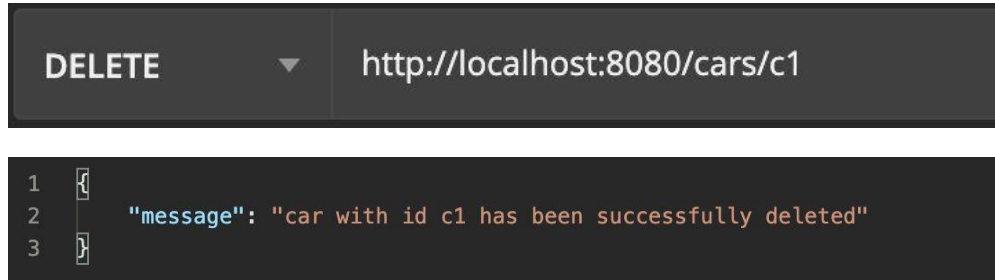 DELETE http://localhost:8080/cars/c1
1 {
2 "message": "car with id c1 has been successfully deleted"
3 }